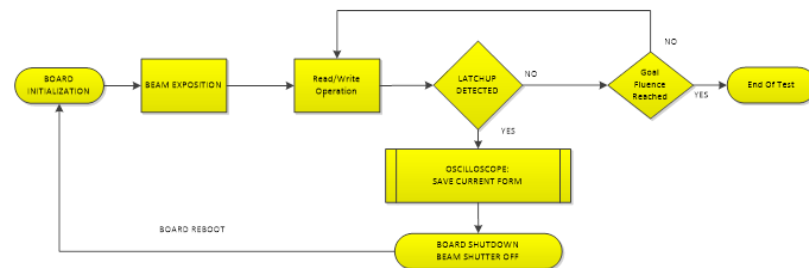 NO
BOARD
INITIALIZATION
BEAM EXPOSITION
Read/Write
Operation
LATCHUP
DETECTED
NO
Goal
Fluence
Reached
YES
End Of Test
YES
OSCILLOSCOPE:
SAVE CURRENT FORM
BOARD REBOOT
BOARD SHUTDOWN
BEAM SHUTTER OFF